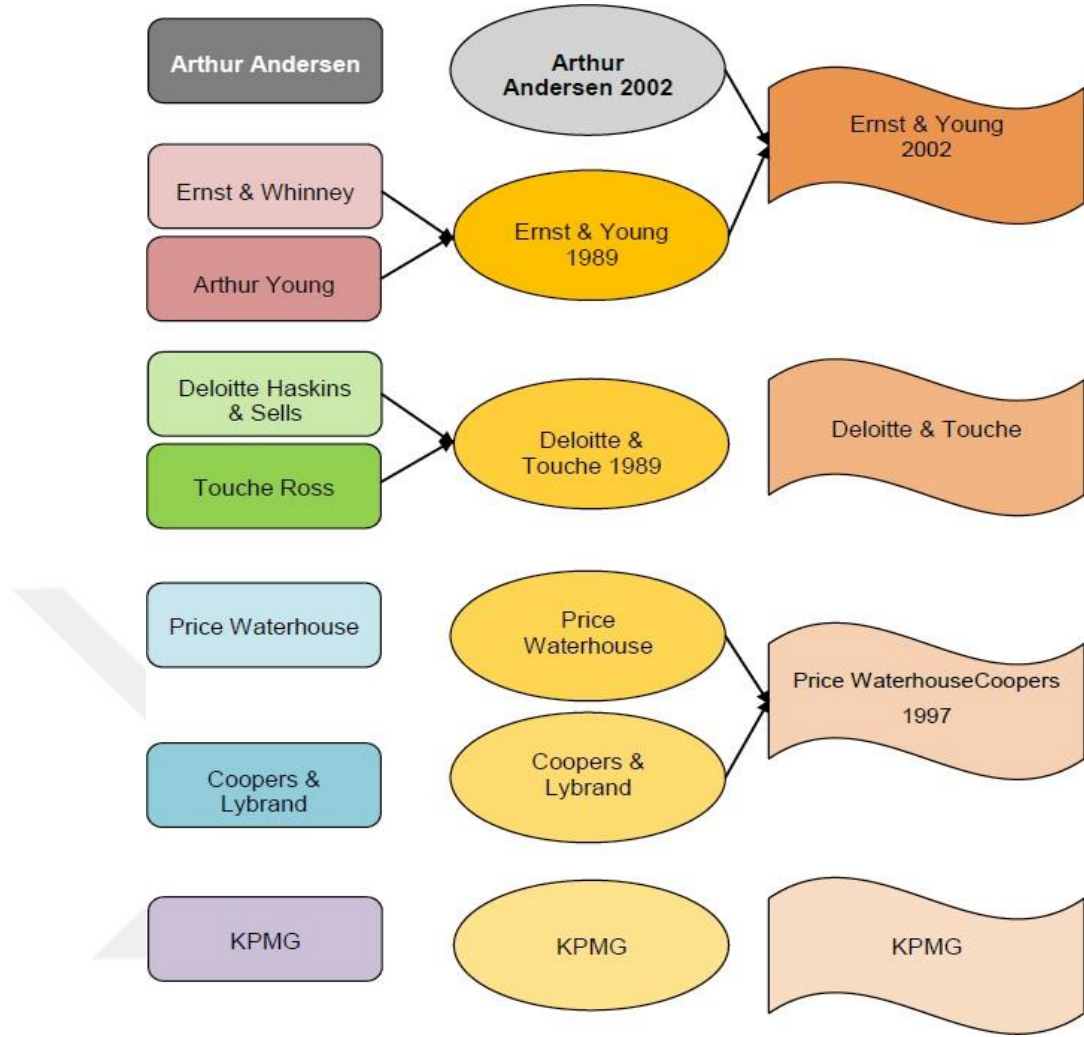 Arthur Andersen
Arthur
Andersen 2002
Ernst & Young
2002
Ernst & Whinney
Arthur Young
Ernst & Young
1989
Deloitte Haskins
& Sells
Touche Ross
Deloitte &
Touche 1989
Deloitte & Touche
Price Waterhouse
Price
Waterhouse
Price WaterhouseCoopers
1997
Coopers &
Lybrand
Coopers &
Lybrand
KPMG
KPMG
KPMG